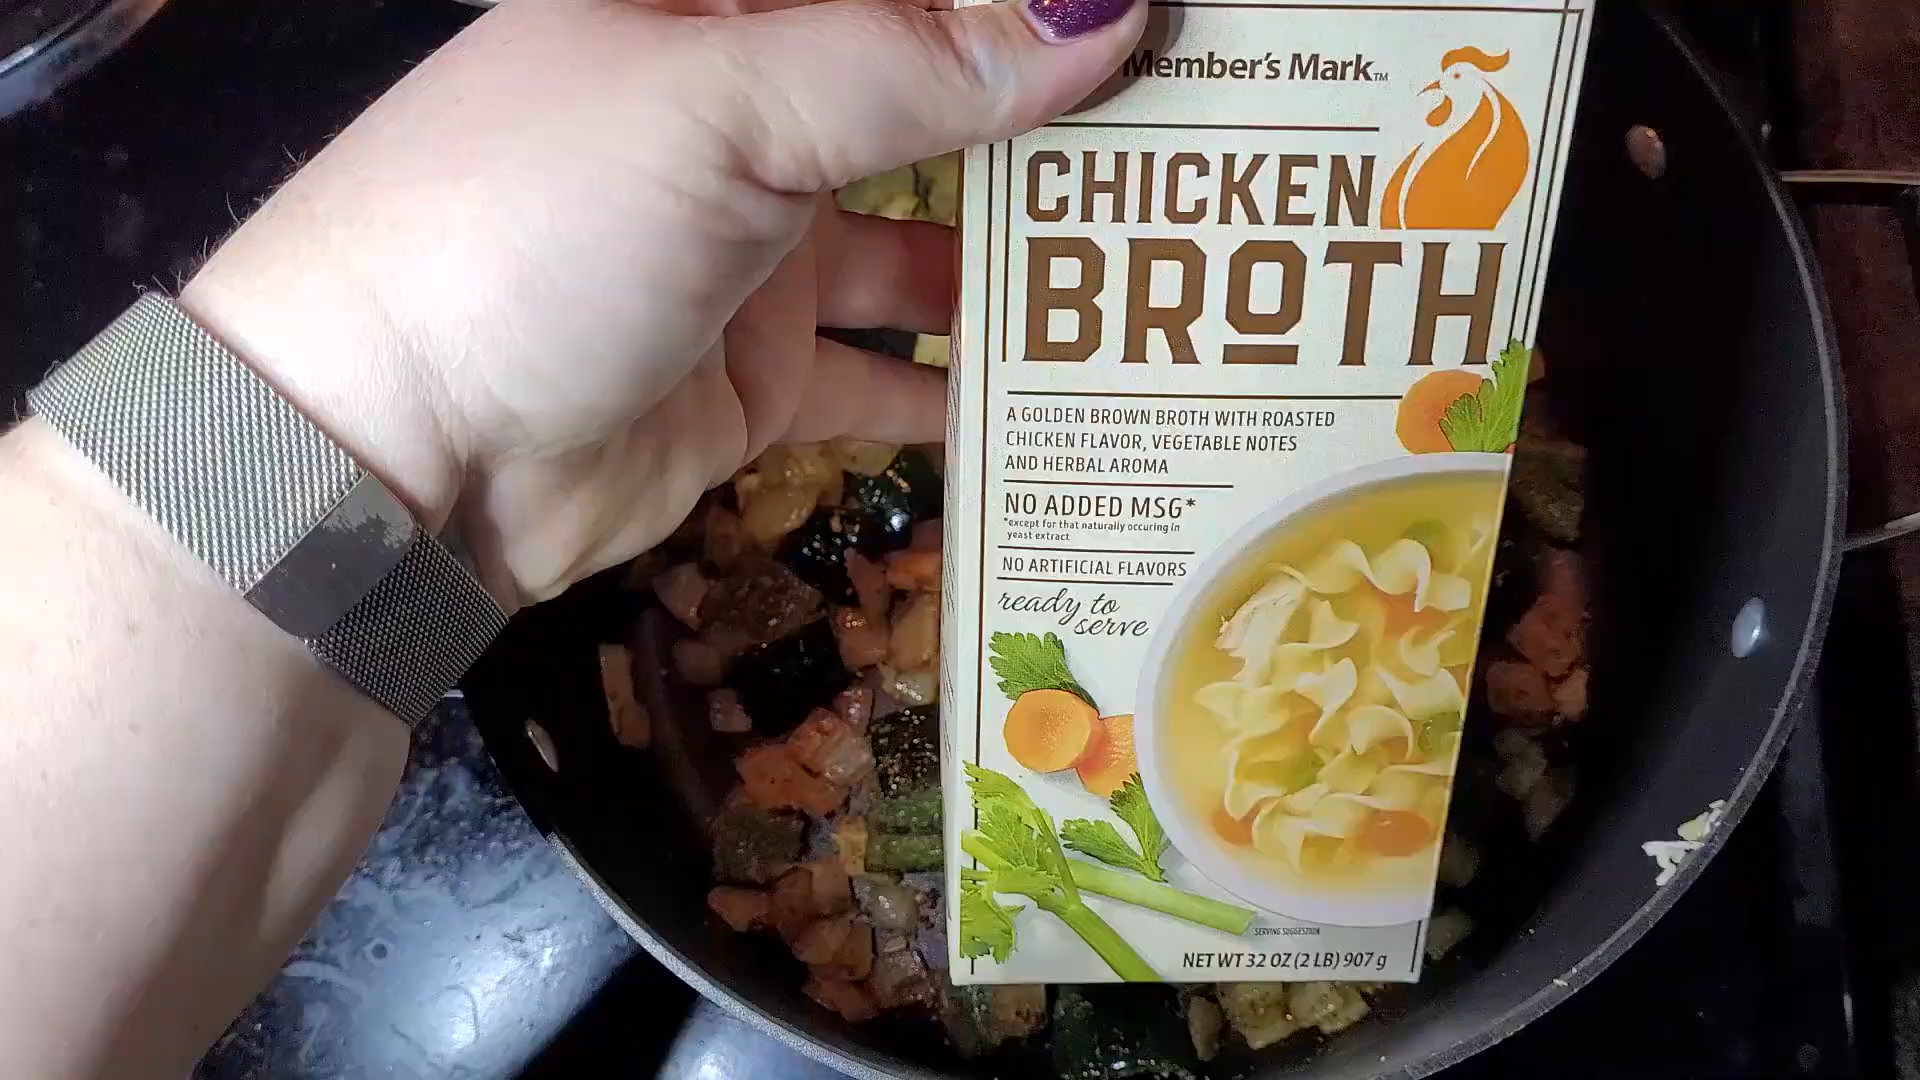 Member's Mark™
CHICKEN
BROTH
A GOLDEN BROWN BROTH WITH ROASTED
CHICKEN FLAVOR, VEGETABLE NOTES
AND HERBAL AROMA
NO ADDED MSG*
*except for that naturally occuring in
yeast extract
NO ARTIFICIAL FLAVORS
ready to
serve
SERVING SUGGESTION
NET WT 32 OZ (2 LB) 907 g